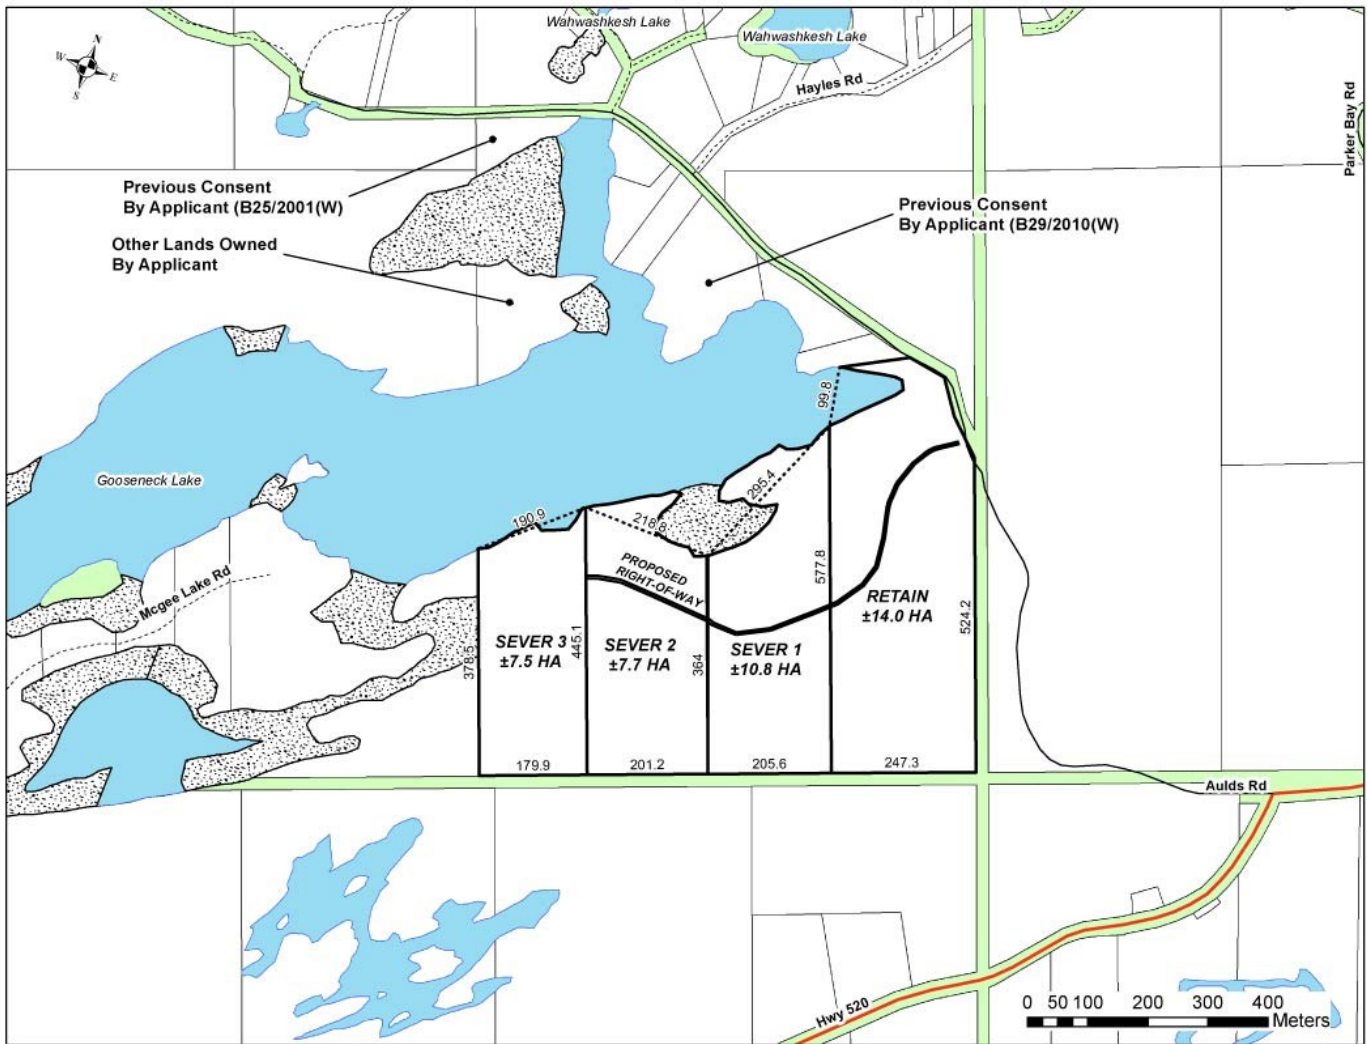 Wahwashkesh Lake
Wahwashkesh Lake
N
W
E
S
Hayles Rd
Parker Bay Rd
Previous Consent
By Applicant (B25/2001(W)
Previous Consent
By Applicant (B29/2010(W)
Other Lands Owned
By Applicant
99.8
Gooseneck Lake
295.4
190.9
218.8
577.8
PROPOSED
RIGHT-OF-WAY
Mcgee Lake Rd
RETAIN
±14.0 HA
524.2
SEVER 3
±7.5 HA
445.1
SEVER 2
±7.7 HA
364
SEVER 1
±10.8 HA
378.5
179.9
201.2
205.6
247.3
Aulds Rd
Hwy 520
0 50 100 200 300 400
Meters